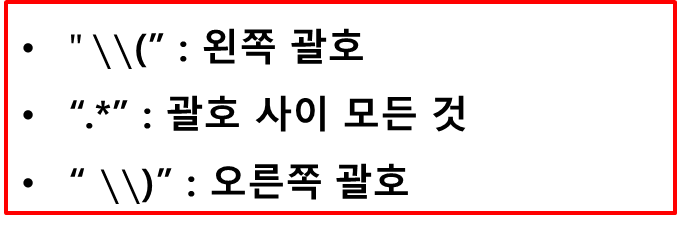 • " \\(” : 왼쪽 괄호
• “.*” : 괄호 사이 모든 것
• “ \\)” : 오른쪽 괄호